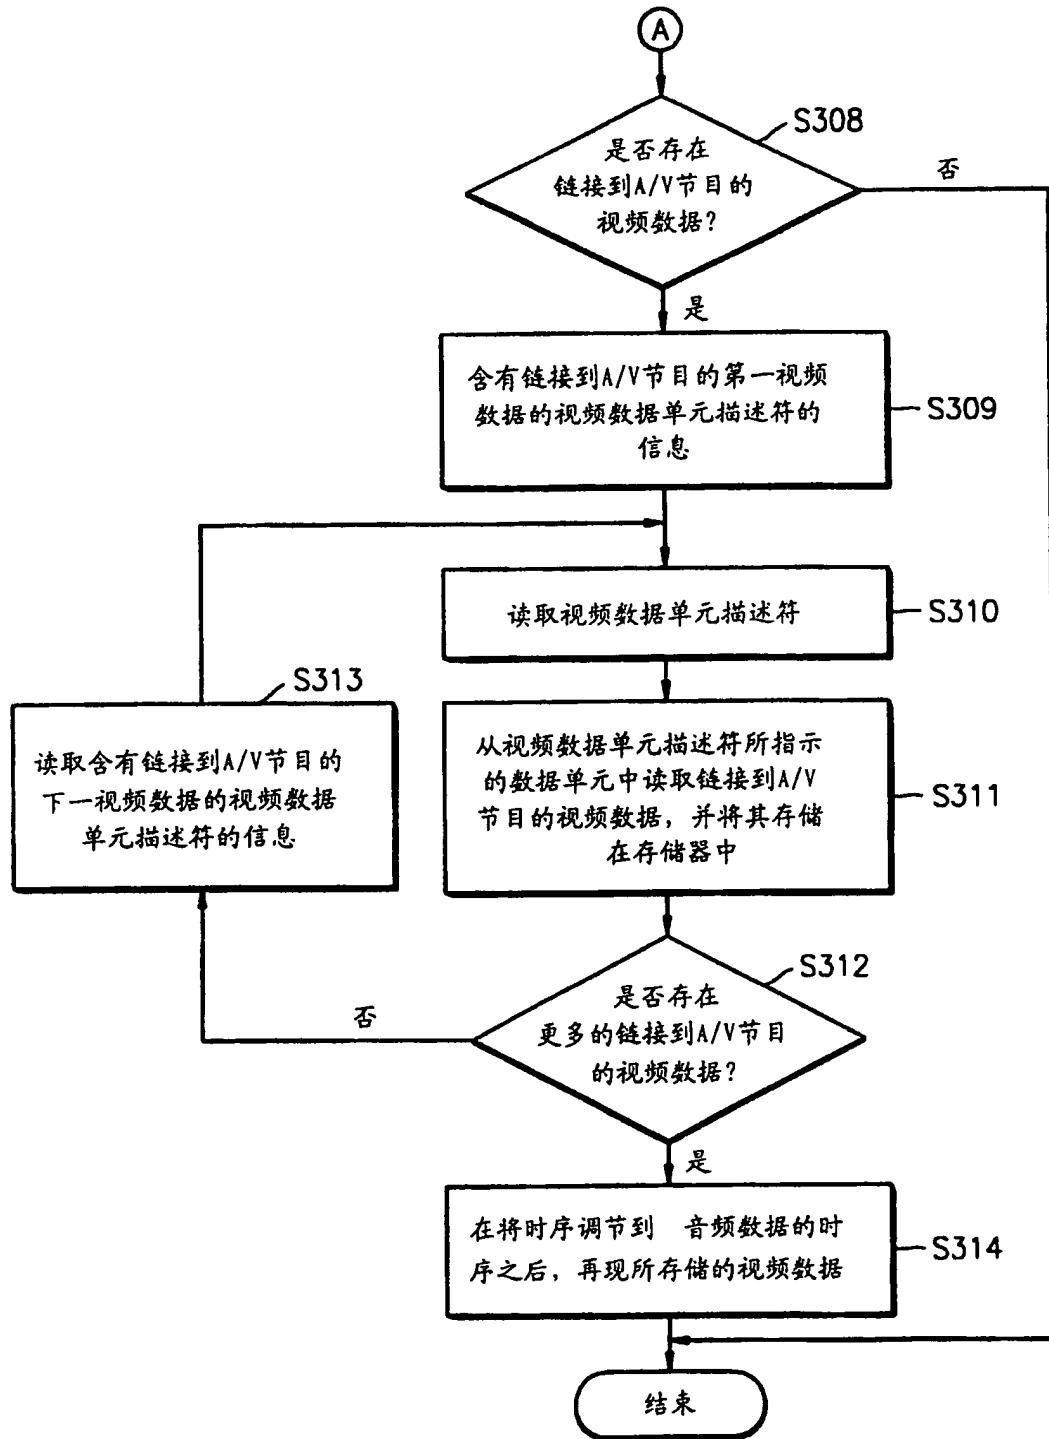 A
S308
是否存在
链接到A/V节目的
视频数据?
否
是
含有链接到A/V节目的第一视频
数据的视频数据单元描述符的
信息
S309
读取视频数据单元描述符
S310
S313
读取含有链接到A/V节目的
下一视频数据的视频数据
单元描述符的信息
从视频数据单元描述符所指示
的数据单元中读取链接到A/V
节目的视频数据，并将其存储
在存储器中
S311
S312
是否存在
更多的链接到A/V节目
的视频数据?
否
是
在将时序调节到 音频数据的时
序之后，再现所存储的视频数据
S314
结束